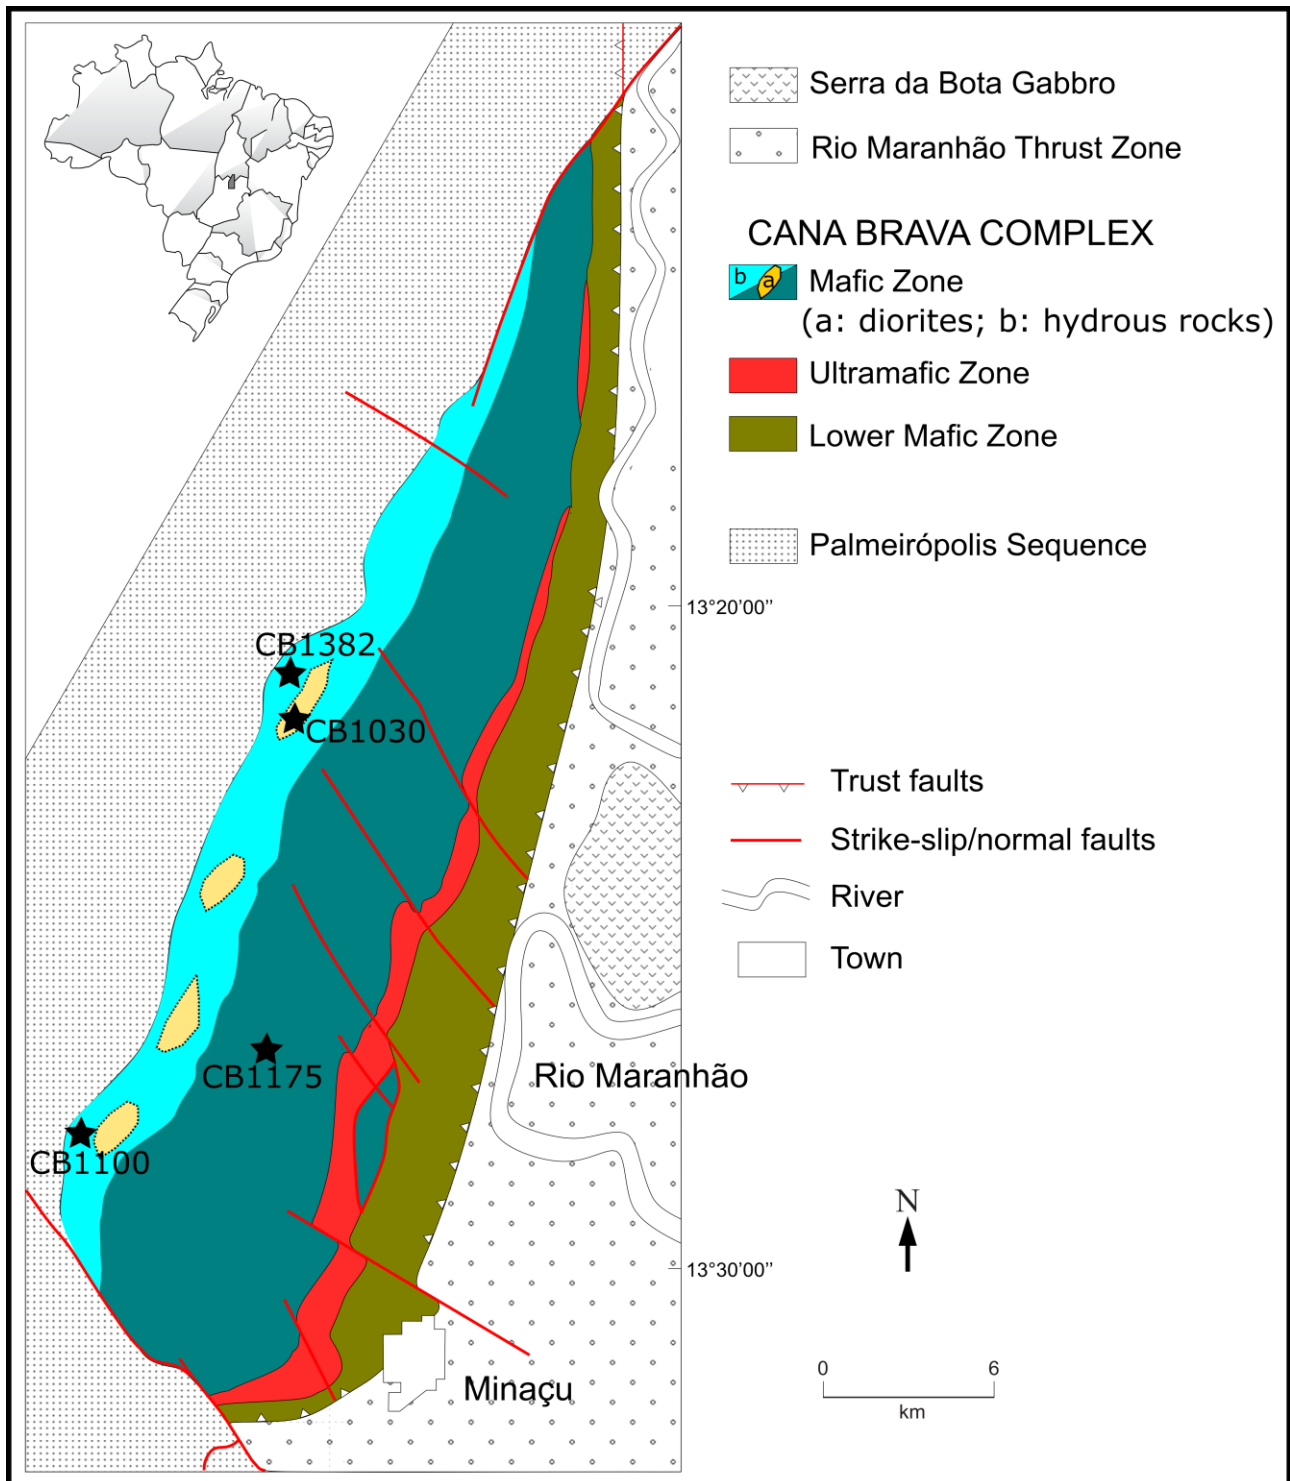 Serra da Bota Gabbro
Rio Maranhão Thrust Zone
CANA BRAVA COMPLEX
b
a
Mafic Zone
(a: diorites; b: hydrous rocks)
Ultramafic Zone
Lower Mafic Zone
Palmeirópolis Sequence
13°20'00’’
CB1382
CB1030
Trust faults
Strike-slip/normal faults
River
Town
CB1175
Rio Maranhão
CB1100
N
13°30'00’’
Minaçu
0
6
km